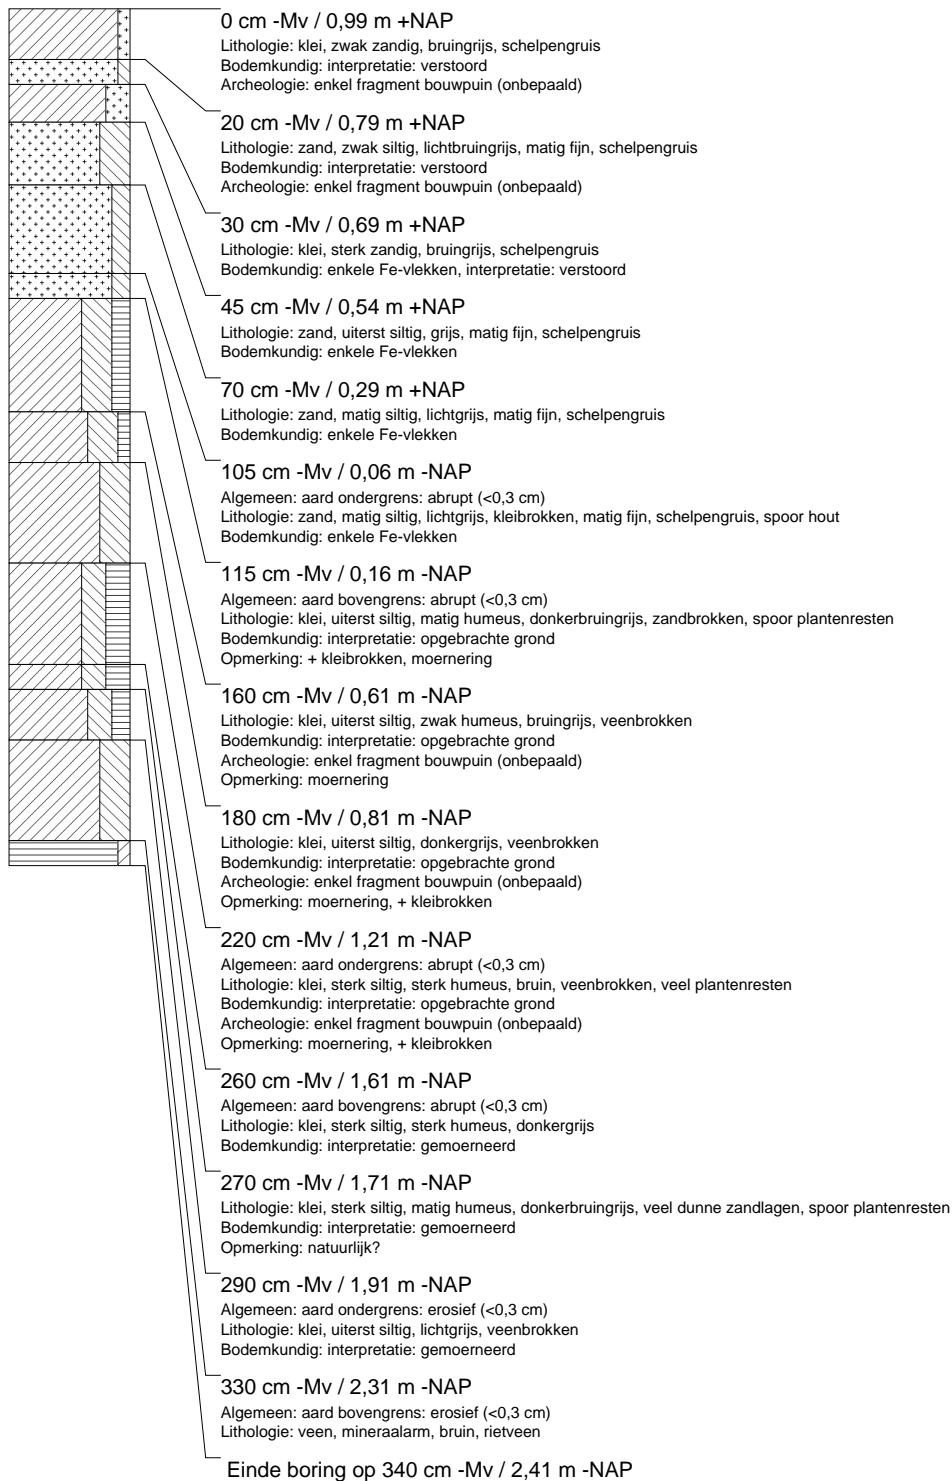 0 cm -Mv / 0,99 m +NAP
Lithologie: klei, zwak zandig, bruingrijs, schelpengruis
Bodemkundig: interpretatie: verstoord
Archeologie: enkel fragment bouwpuin (onbepaald)
20 cm -Mv / 0,79 m +NAP
Lithologie: zand, zwak siltig, lichtbruingrijs, matig fijn, schelpengruis
Bodemkundig: interpretatie: verstoord
Archeologie: enkel fragment bouwpuin (onbepaald)
30 cm -Mv / 0,69 m +NAP
Lithologie: klei, sterk zandig, bruingrijs, schelpengruis
Bodemkundig: enkele Fe-vlekken, interpretatie: verstoord
45 cm -Mv / 0,54 m +NAP
Lithologie: zand, uiterst siltig, grijs, matig fijn, schelpengruis
Bodemkundig: enkele Fe-vlekken
70 cm -Mv / 0,29 m +NAP
Lithologie: zand, matig siltig, lichtgrijs, matig fijn, schelpengruis
Bodemkundig: enkele Fe-vlekken
105 cm -Mv / 0,06 m -NAP
Algemeen: aard ondergrens: abrupt (<0,3 cm)
Lithologie: zand, matig siltig, lichtgrijs, kleibrokken, matig fijn, schelpengruis, spoor hout
Bodemkundig: enkele Fe-vlekken
115 cm -Mv / 0,16 m -NAP
Algemeen: aard bovengrens: abrupt (<0,3 cm)
Lithologie: klei, uiterst siltig, matig humeus, donkerbruingrijs, zandbrokken, spoor plantenresten
Bodemkundig: interpretatie: opgebrachte grond
Opmerking: + kleibrokken, moernering
160 cm -Mv / 0,61 m -NAP
Lithologie: klei, uiterst siltig, zwak humeus, bruingrijs, veenbrokken
Bodemkundig: interpretatie: opgebrachte grond
Archeologie: enkel fragment bouwpuin (onbepaald)
Opmerking: moernering
180 cm -Mv / 0,81 m -NAP
Lithologie: klei, uiterst siltig, donkergrijs, veenbrokken
Bodemkundig: interpretatie: opgebrachte grond
Archeologie: enkel fragment bouwpuin (onbepaald)
Opmerking: moernering, + kleibrokken
220 cm -Mv / 1,21 m -NAP
Algemeen: aard ondergrens: abrupt (<0,3 cm)
Lithologie: klei, sterk siltig, sterk humeus, bruin, veenbrokken, veel plantenresten
Bodemkundig: interpretatie: opgebrachte grond
Archeologie: enkel fragment bouwpuin (onbepaald)
Opmerking: moernering, + kleibrokken
260 cm -Mv / 1,61 m -NAP
Algemeen: aard bovengrens: abrupt (<0,3 cm)
Lithologie: klei, sterk siltig, sterk humeus, donkergrijs
Bodemkundig: interpretatie: gemoerneerd
270 cm -Mv / 1,71 m -NAP
Lithologie: klei, sterk siltig, matig humeus, donkerbruingrijs, veel dunne zandlagen, spoor plantenresten
Bodemkundig: interpretatie: gemoerneerd
Opmerking: natuurlijk?
290 cm -Mv / 1,91 m -NAP
Algemeen: aard ondergrens: erosief (<0,3 cm)
Lithologie: klei, uiterst siltig, lichtgrijs, veenbrokken
Bodemkundig: interpretatie: gemoerneerd
330 cm -Mv / 2,31 m -NAP
Algemeen: aard bovengrens: erosief (<0,3 cm)
Lithologie: veen, mineraalarm, bruin, rietveen
Einde boring op 340 cm -Mv / 2,41 m -NAP